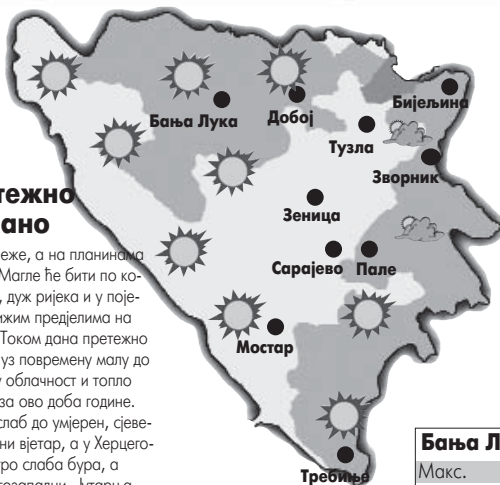 тежно
ано
еже, а на планинама
Магле ће бити по ко-
, дуж ријека и у поје-
ижим предјелима на
Током дана претежно
уз повремену малу до
облачност и топло
за ово доба године.
слаб до умјерен, сјеве-
ни вјетар, а у Херцего-
тро слаба бура, а
Бања Лука
Добој
Бијељина
Тузла
Зворник
Зеница
Сарајево
Пале
Мостар
Требиње
Бања Л
Макс.